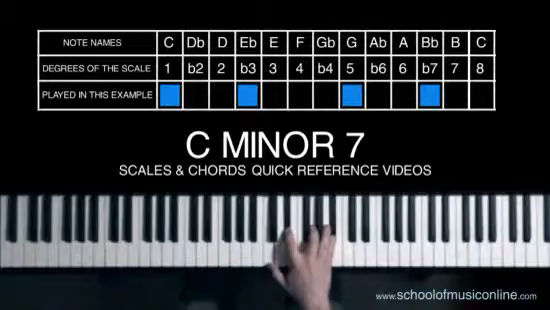 NOTE NAMES C Db D Eb E F Gb G Ab A Bb B C
DEGREES OF THE SCALE 1 b2 2 b3 3 4 b4 5 b6 6 b7 7 8
PLAYED IN THIS EXAMPLE
C MINOR 7
SCALES & CHORDS QUICK REFERENCE VIDEOS
www.schoolofmusiconline.com